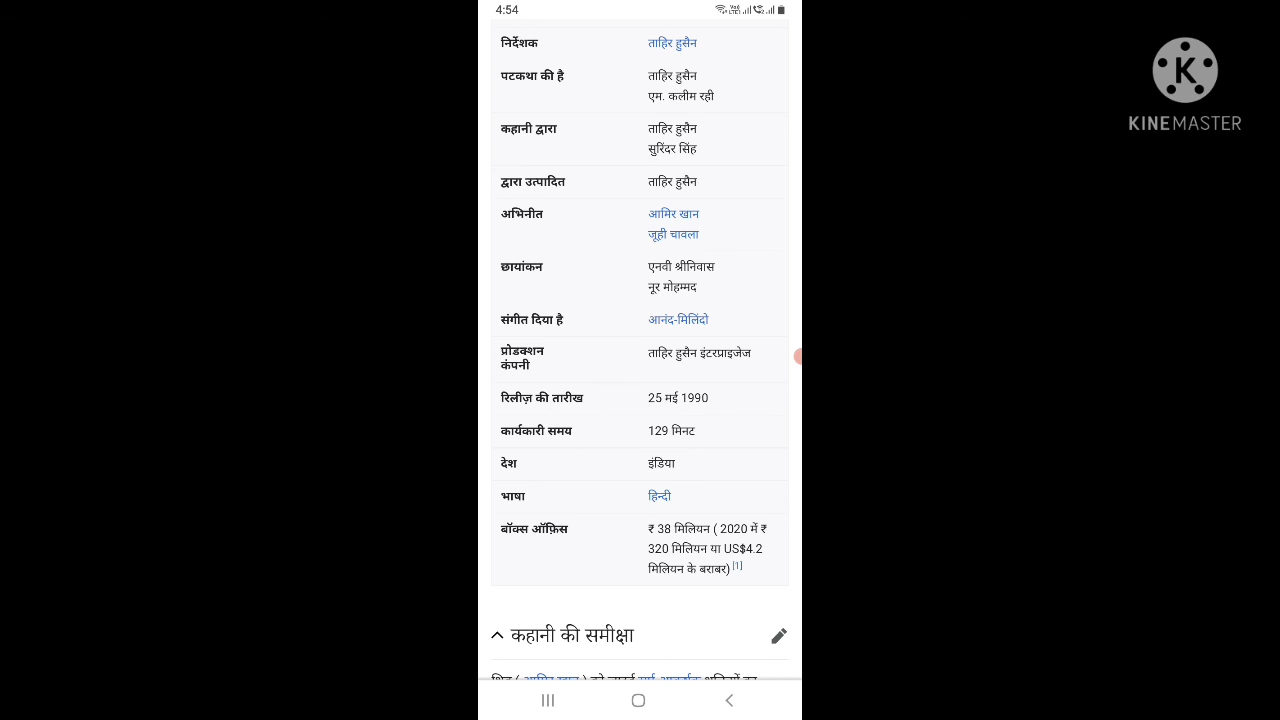 4:54
KINEMASTER
निर्देशक ताहिर हुसैन
पटकथा की है ताहिर हुसैन
एम. कलीम रही
कहानी द्वारा ताहिर हुसैन
सुरिंदर सिंह
द्वारा उत्पादित ताहिर हुसैन
अभिनीत आमिर खान
जूही चावला
छायांकन एनवी श्रीनिवास
नूर मोहम्मद
संगीत दिया है आनंद-मिलिंदो
प्रोडक्शन
कंपनी ताहिर हुसैन इंटरप्राइजेज
रिलीज़ की तारीख 25 मई 1990
कार्यकारी समय 129 मिनट
देश इंडिया
भाषा हिन्दी
बॉक्स ऑफ़िस ₹ 38 मिलियन ( 2020 में ₹
320 मिलियन या US$4.2
मिलियन के बराबर) [1]
कहानी की समीक्षा